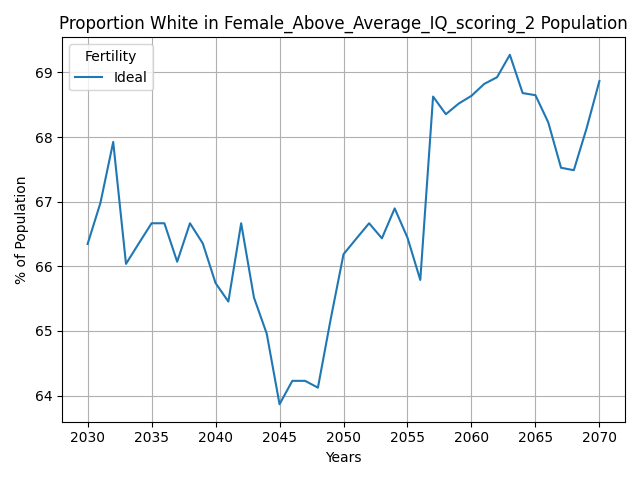 Proportion White in Female_Above_Average_IQ_scoring_2 Population
Fertility
Ideal
69
68
67
66
65
64
% of Population
2030 2035 2040 2045 2050 2055 2060 2065 2070
Years